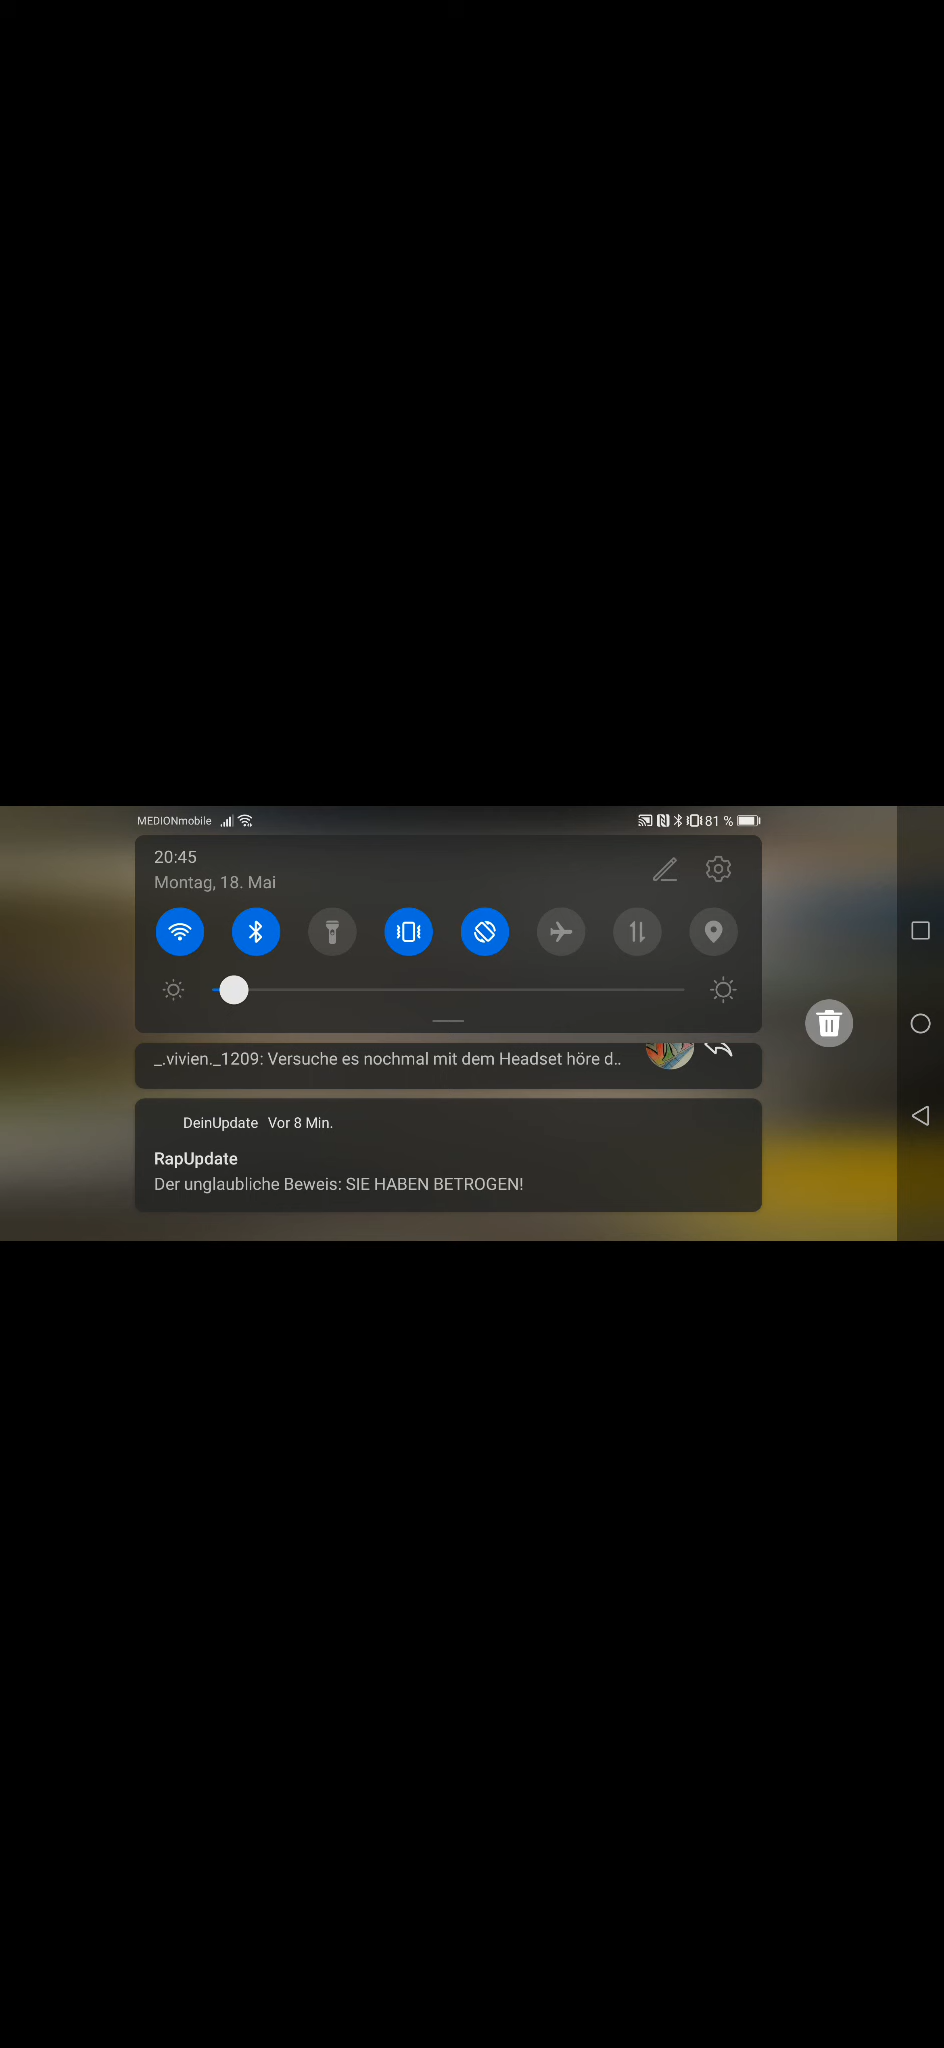 MEDIONmobile 81 %
20:45
Montag, 18. Mai
_.vivien._1209: Versuche es nochmal mit dem Headset höre d..
DeinUpdate Vor 8 Min.
RapUpdate
Der unglaubliche Beweis: SIE HABEN BETROGEN!